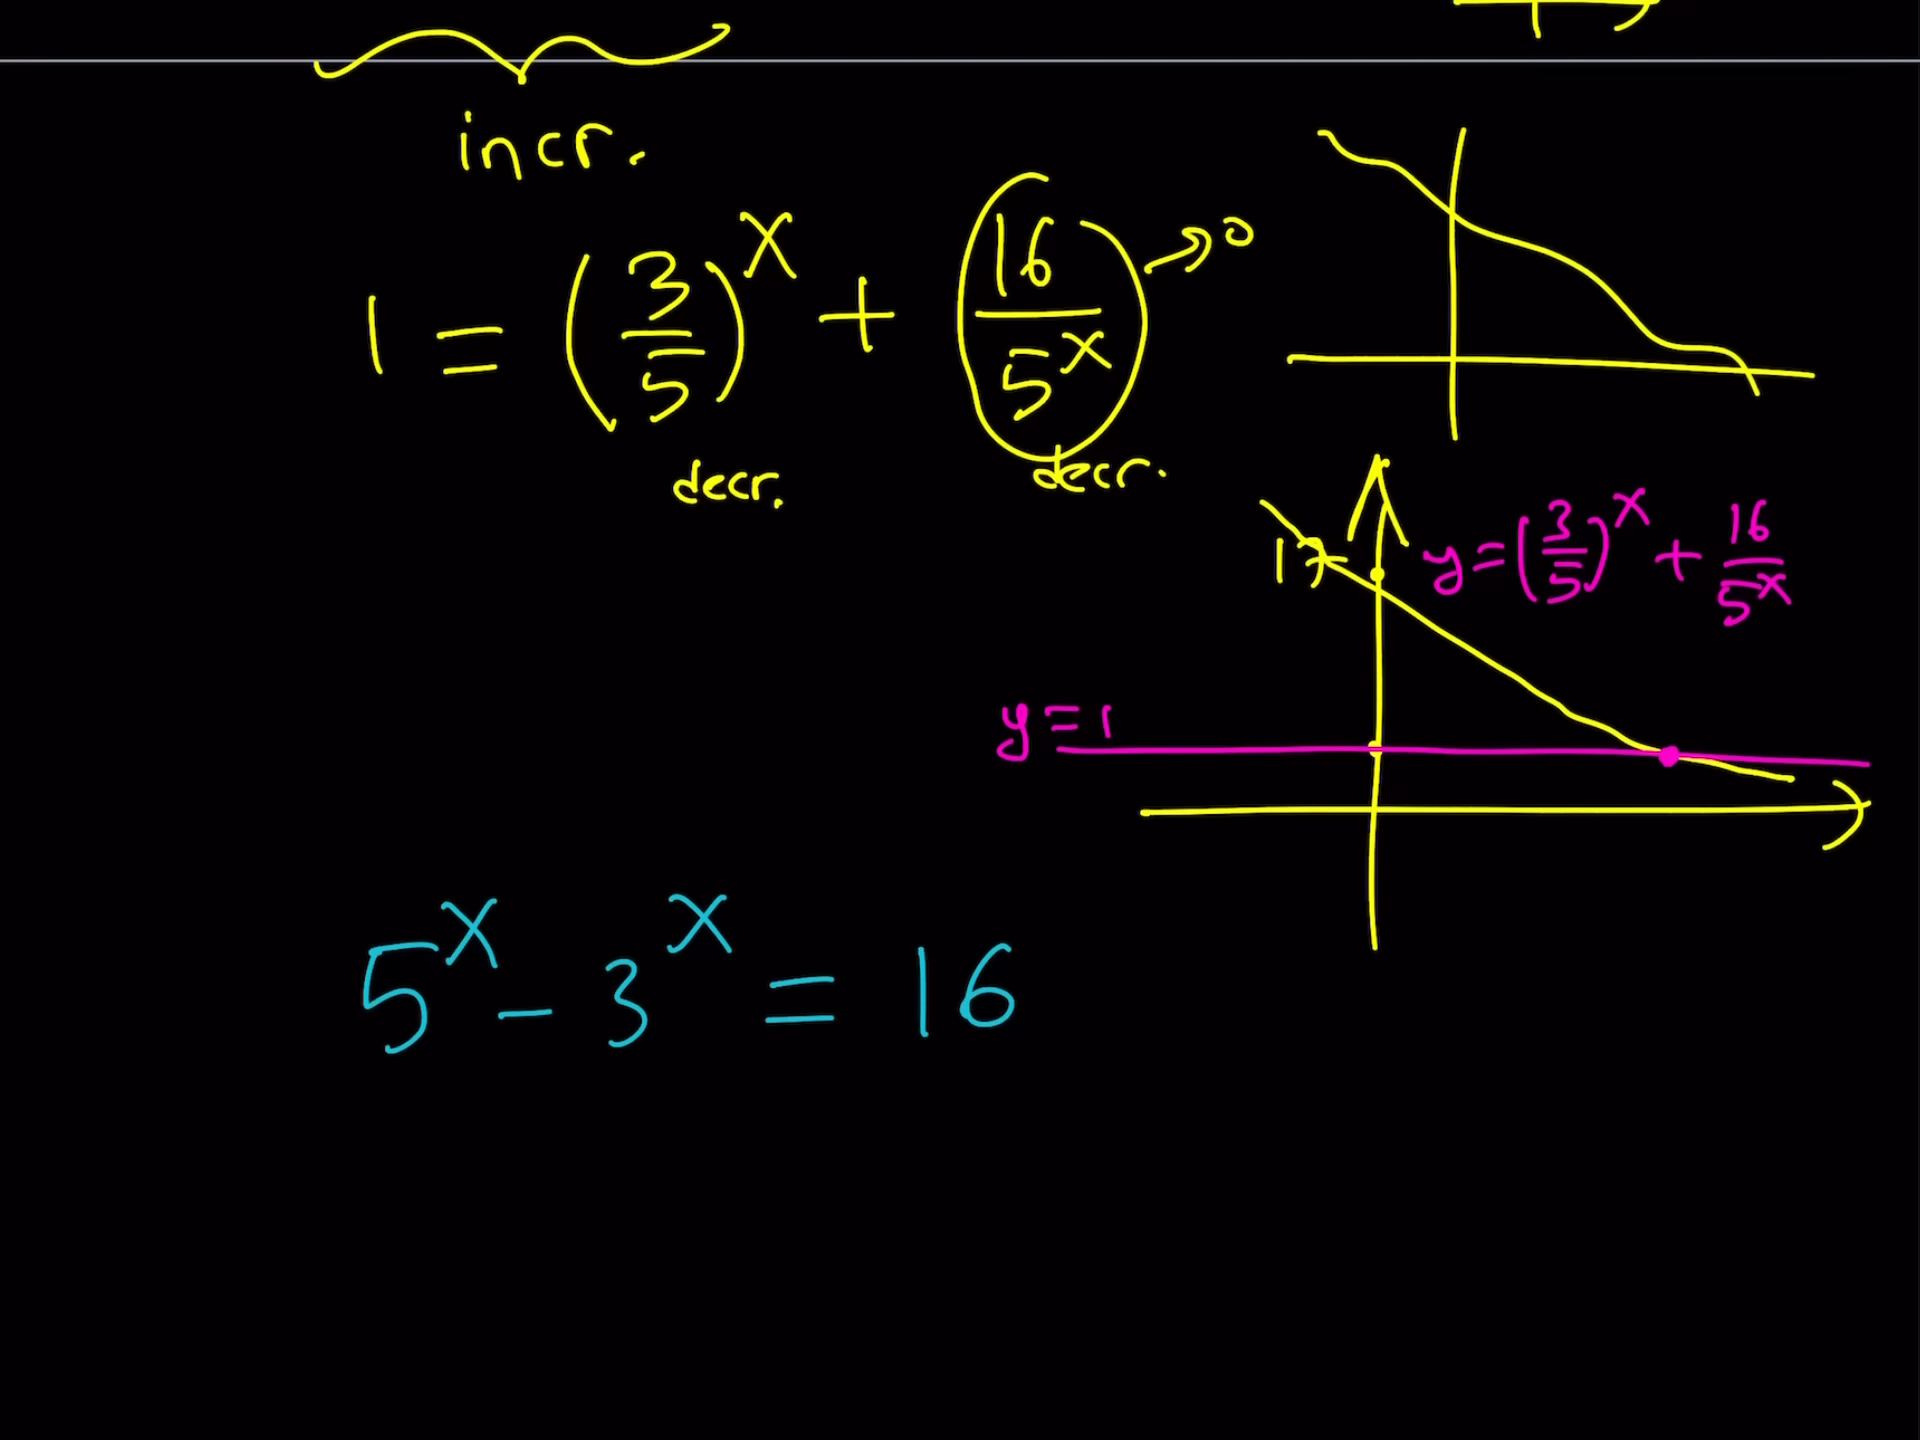 incr.
1 = (3/5)^x + (16/5^x) → 0
decr. decr.
17
y = (3/5)^x + 16/5^x
y = 1
5^x - 3^x = 16